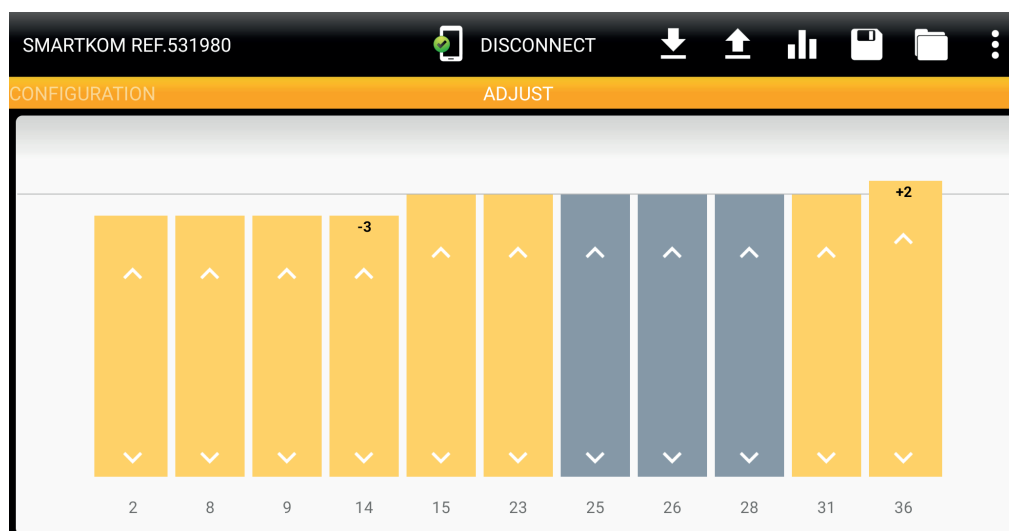 SMARTKOM REF.531980 DISCONNECT
CONFIGURATION ADJUST
+2
-3
2 8 9 14 15 23 25 26 28 31 36